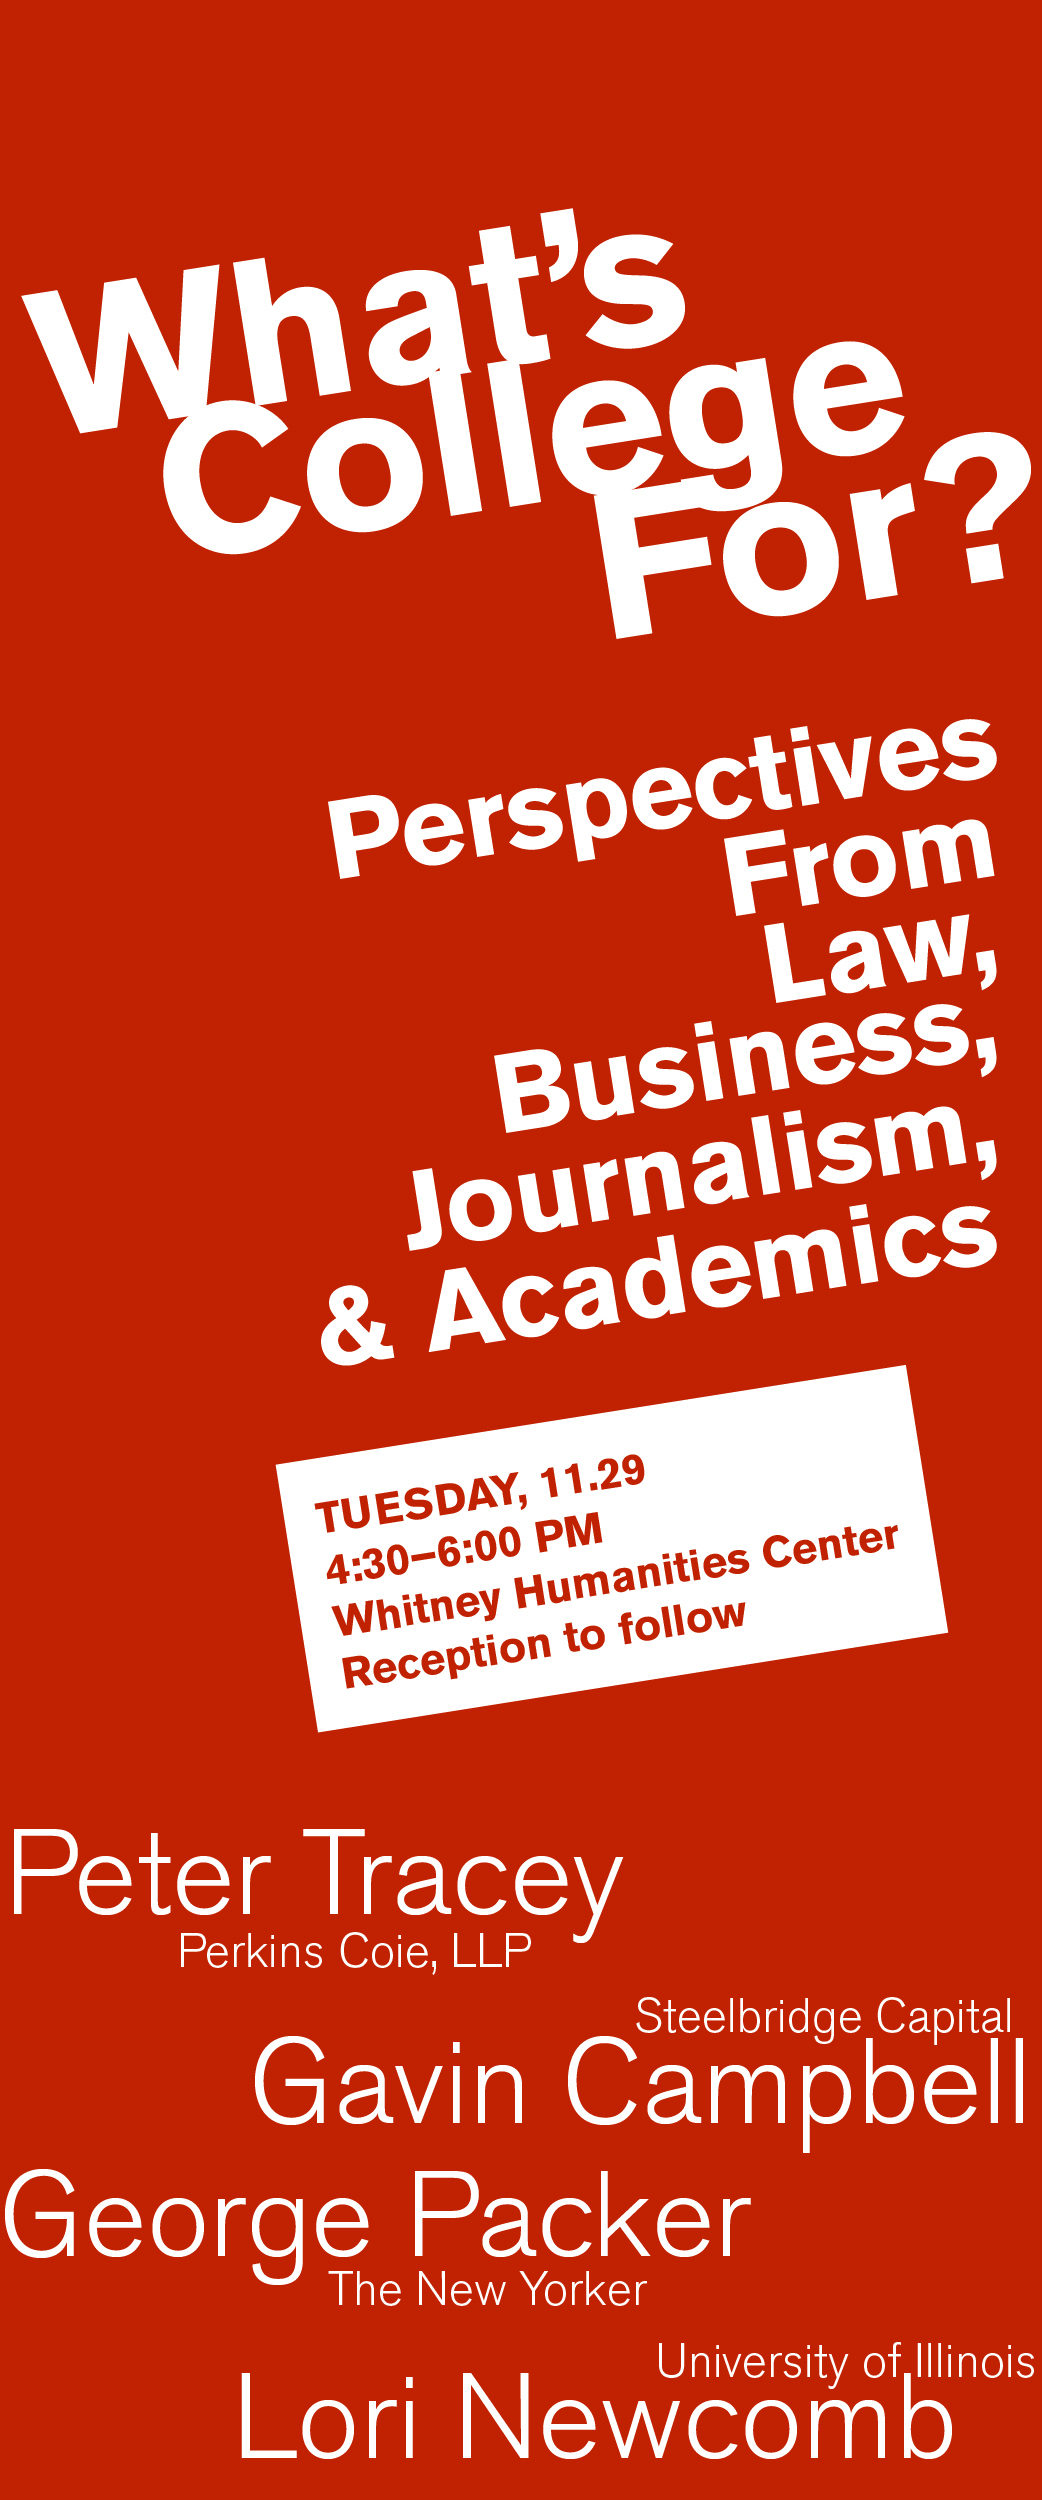 What's
College
For?
Perspectives
From
Law,
Business,
Journalism,
& Academics
TUESDAY, 11.29
4:30–6:00 PM
Whitney Humanities Center
Reception to follow
Peter Tracey
Perkins Coie, LLP
Steelbridge Capital
Gavin Campbell
George Packer
The New Yorker
University of Illinois
Lori Newcomb